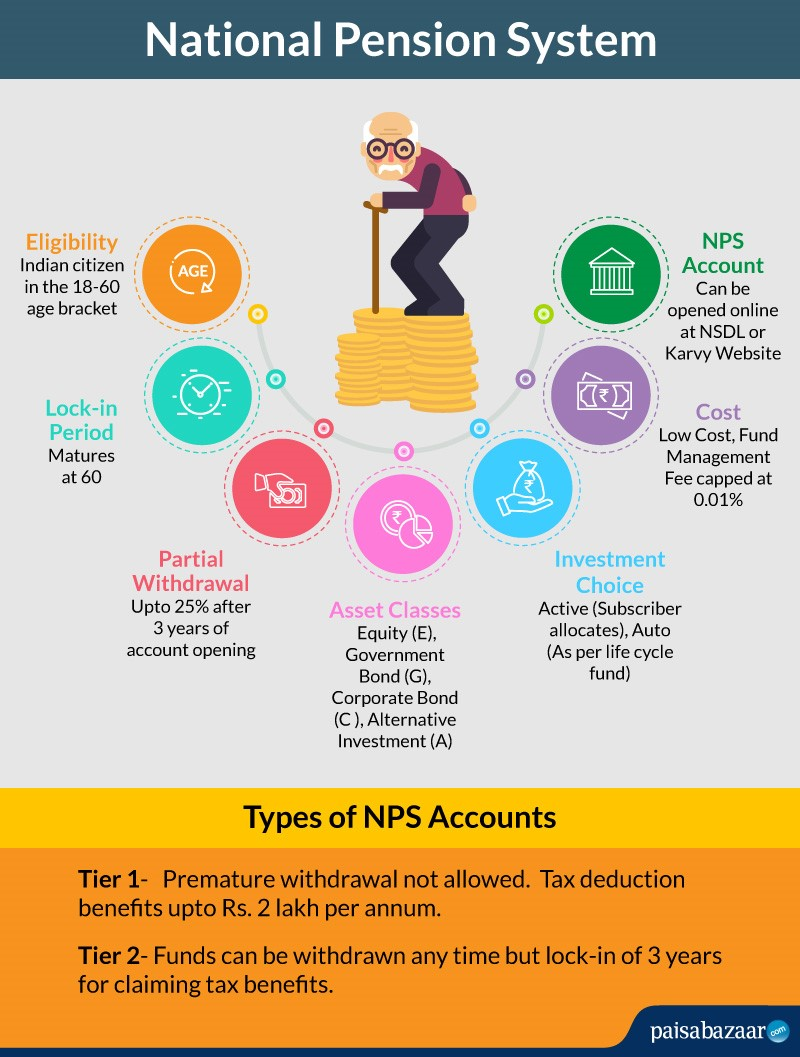 National Pension System
Eligibility
Indian citizen
in the 18-60
age bracket
AGE
NPS
Account
Can be
opened online
at NSDL or
Karvy Website
Lock-in
Period
Matures
at 60
₹
Cost
Low Cost, Fund
Management
Fee capped at
0.01%
Partial
Withdrawal
Upto 25% after
3 years of
account opening
₹
Asset Classes
Equity (E),
Government
Bond (G),
Corporate Bond
(C ), Alternative
Investment (A)
₹
Investment
Choice
Active (Subscriber
allocates), Auto
(As per life cycle
fund)
Types of NPS Accounts
Tier 1-   Premature withdrawal not allowed.  Tax deduction
benefits upto Rs. 2 lakh per annum.
Tier 2- Funds can be withdrawn any time but lock-in of 3 years
for claiming tax benefits.
paisabazaar.com